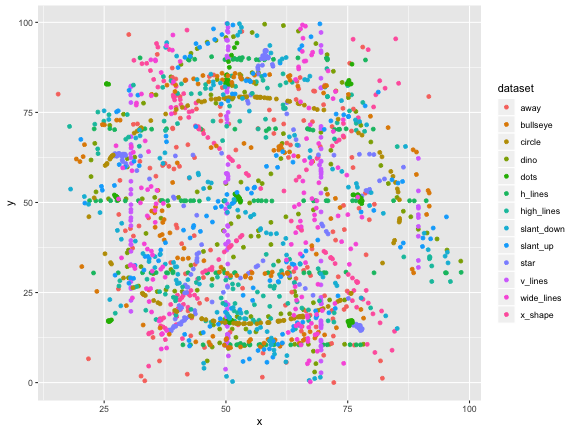 100
75
50
25
0
y
25
50
75
100
x
dataset
away
bullseye
circle
dino
dots
h_lines
high_lines
slant_down
slant_up
star
v_lines
wide_lines
x_shape